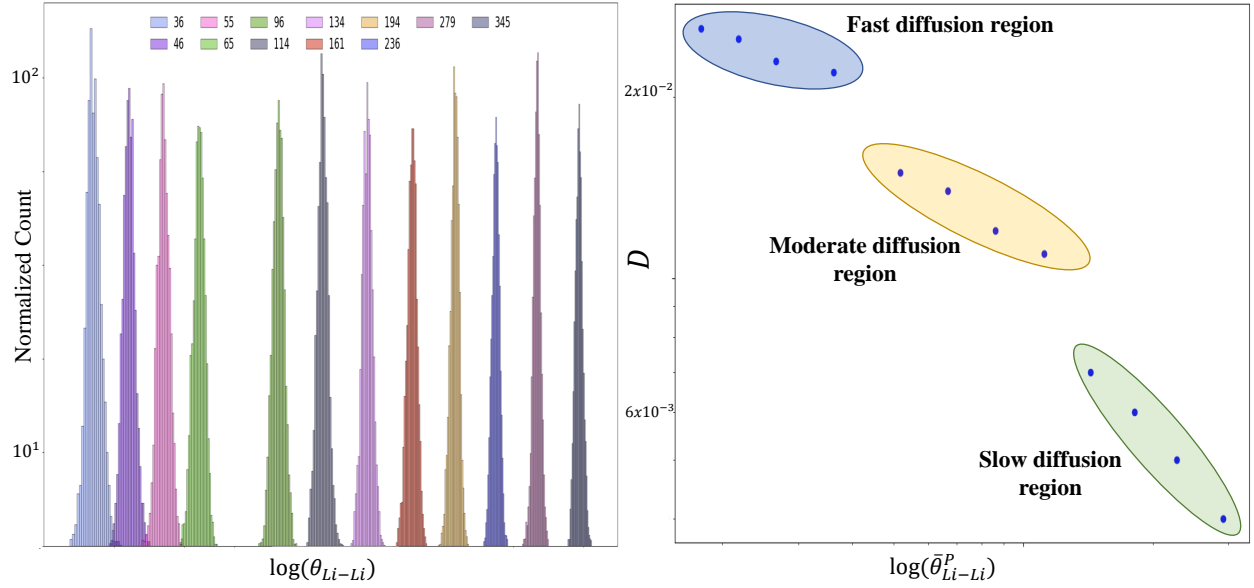 36 55 96 134 194 279 345
46 65 114 161 236
10²
10¹
Normalized Count
log(θ_{Li−Li})
Fast diffusion region
2x10⁻²
Moderate diffusion
region
D
6x10⁻³
Slow diffusion
region
log(θ̄ᴾ_{Li−Li})